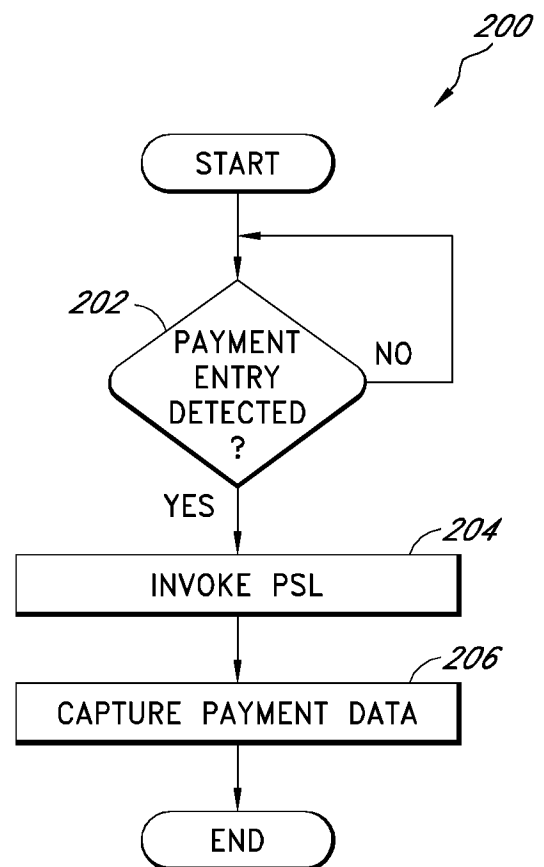 200
START
202
PAYMENT
ENTRY
DETECTED
?
NO
YES
204
INVOKE PSL
206
CAPTURE PAYMENT DATA
END